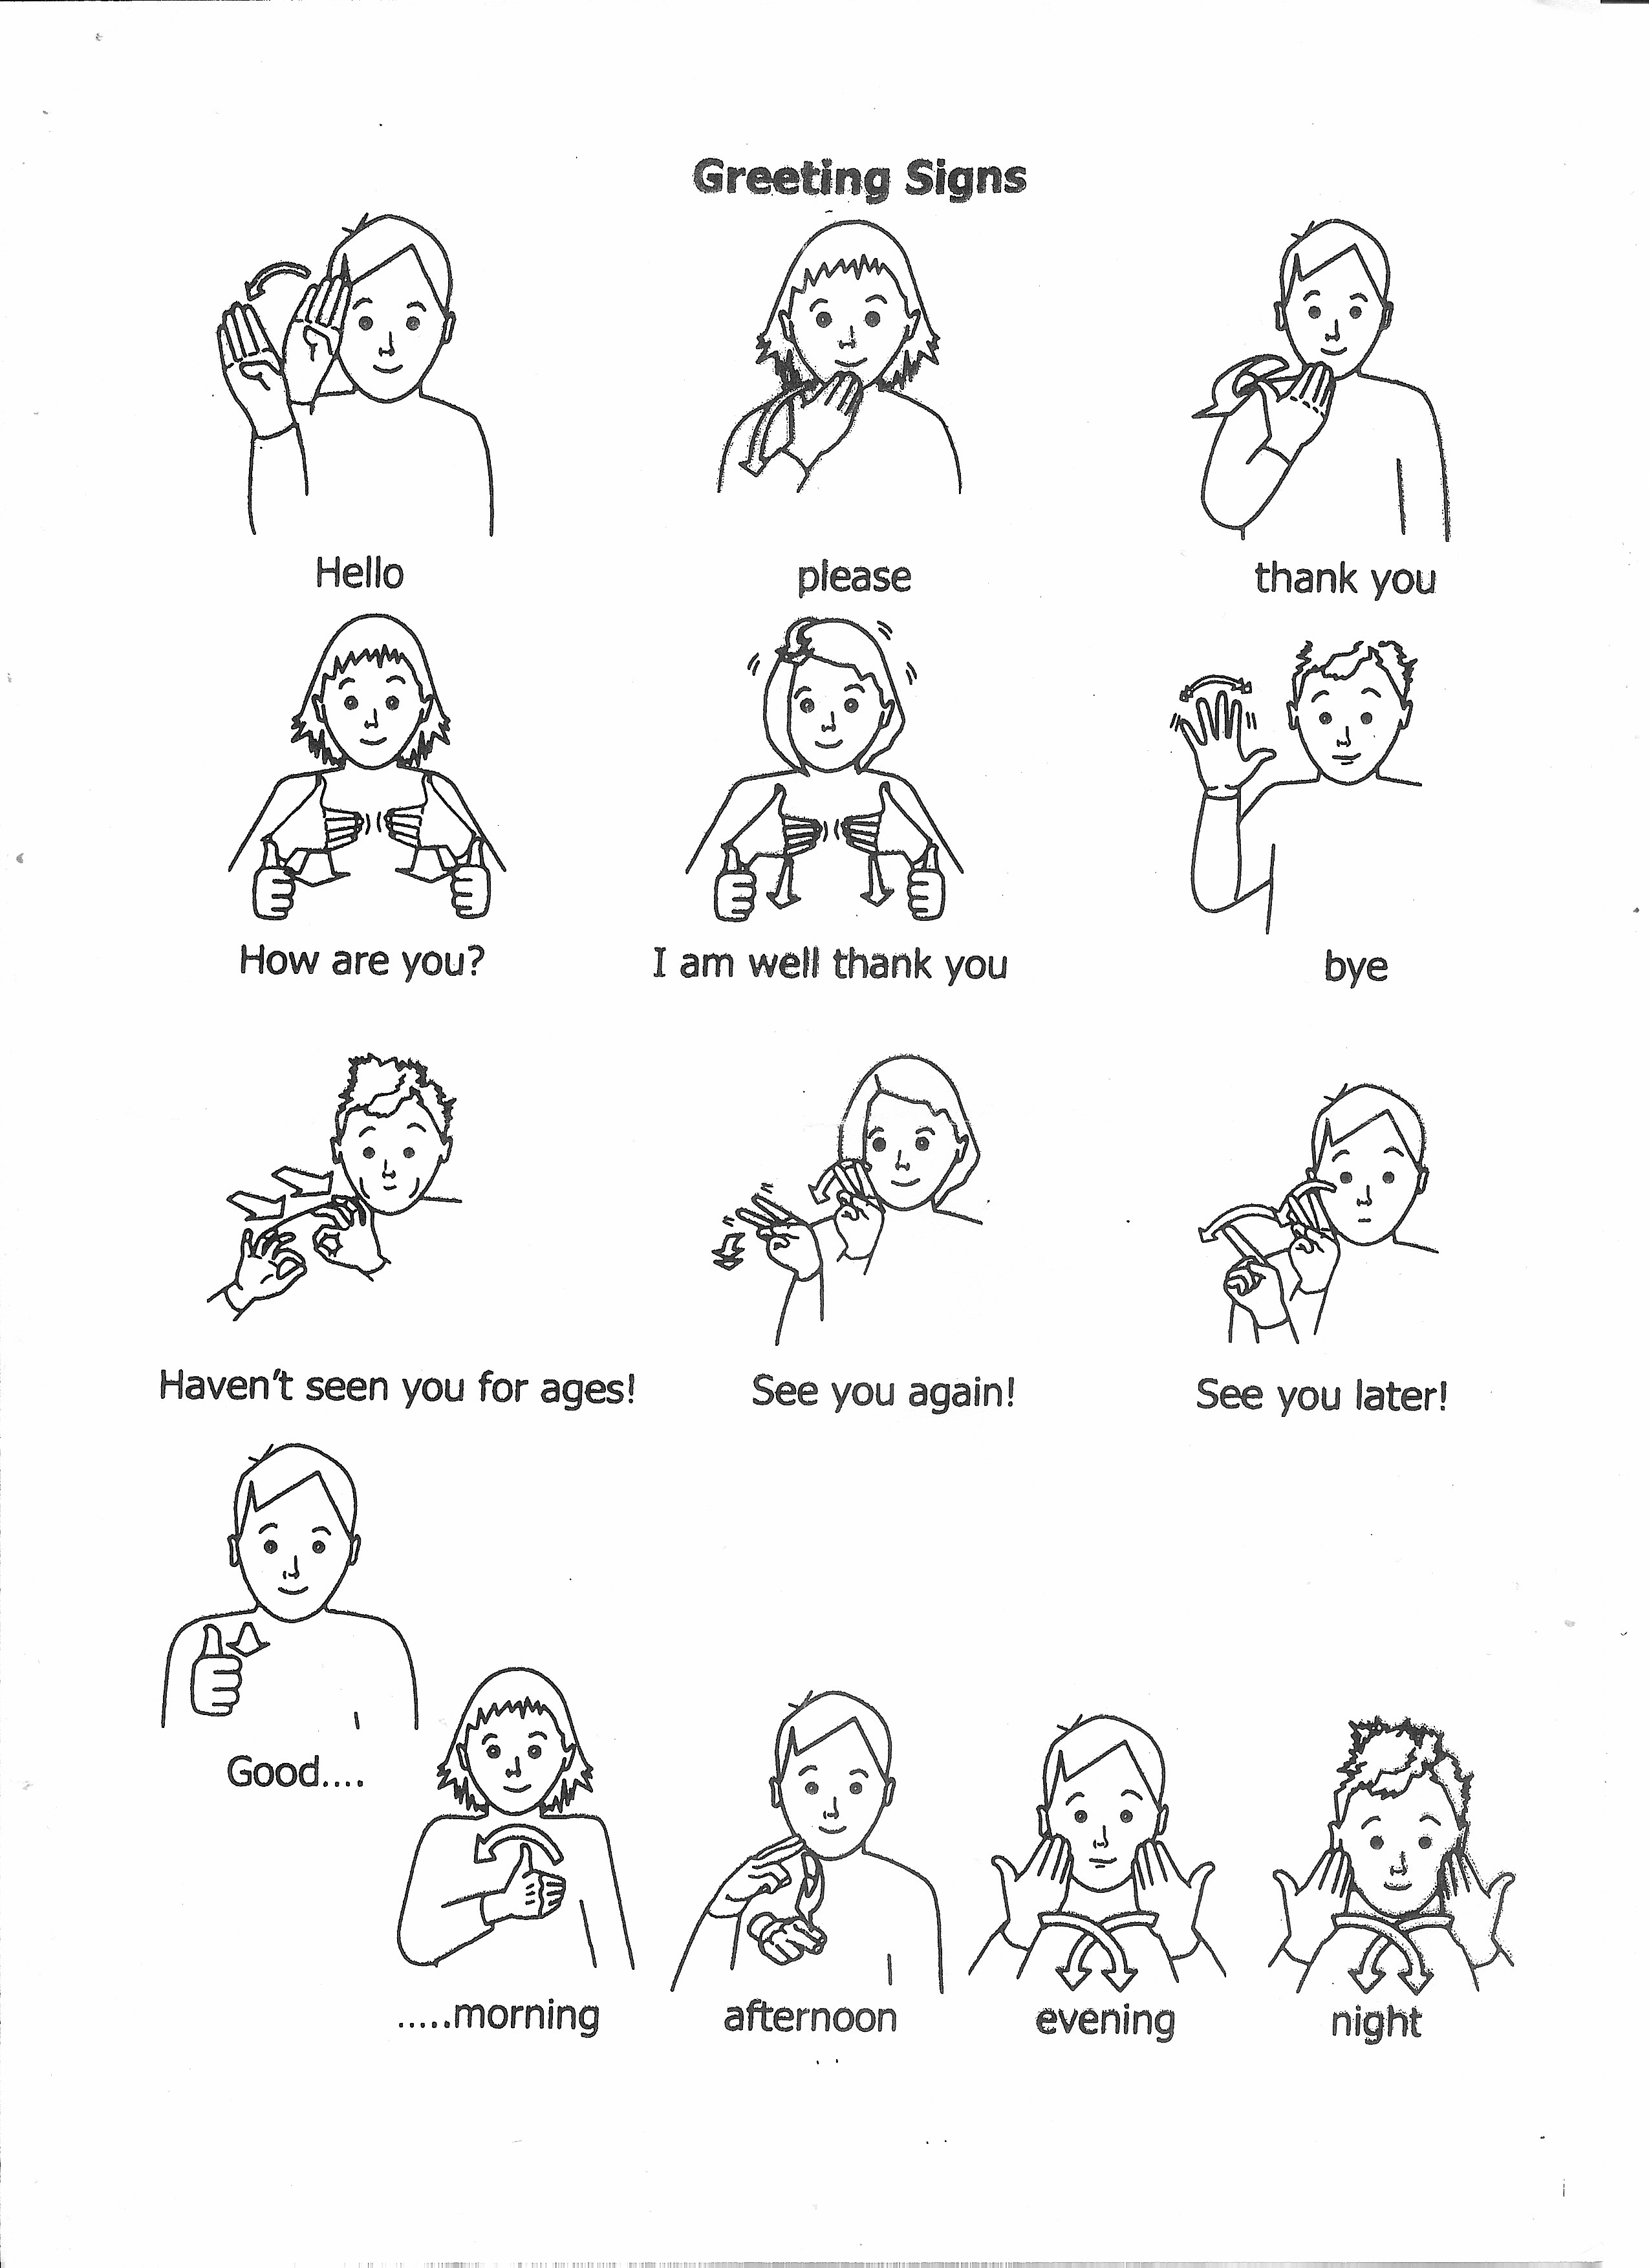 Greeting Signs
Hello
please
thank you
How are you?
I am well thank you
bye
Haven't seen you for ages!
See you again!
See you later!
Good....
.....morning
afternoon
evening
night